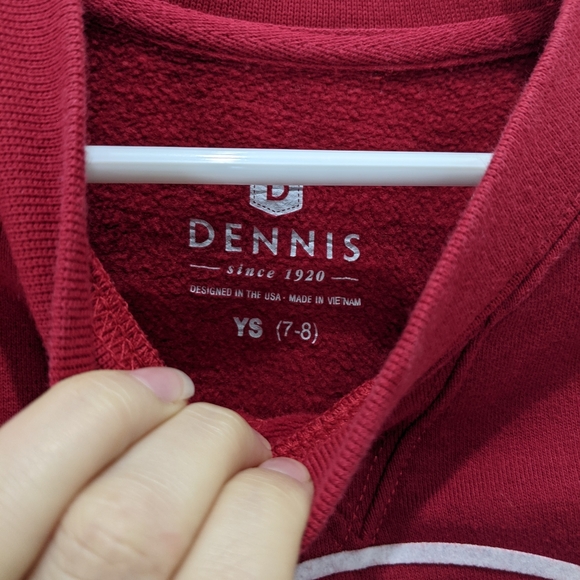 D
DENNIS
since 1920
DESIGNED IN THE USA - MADE IN VIETNAM
YS (7-8)